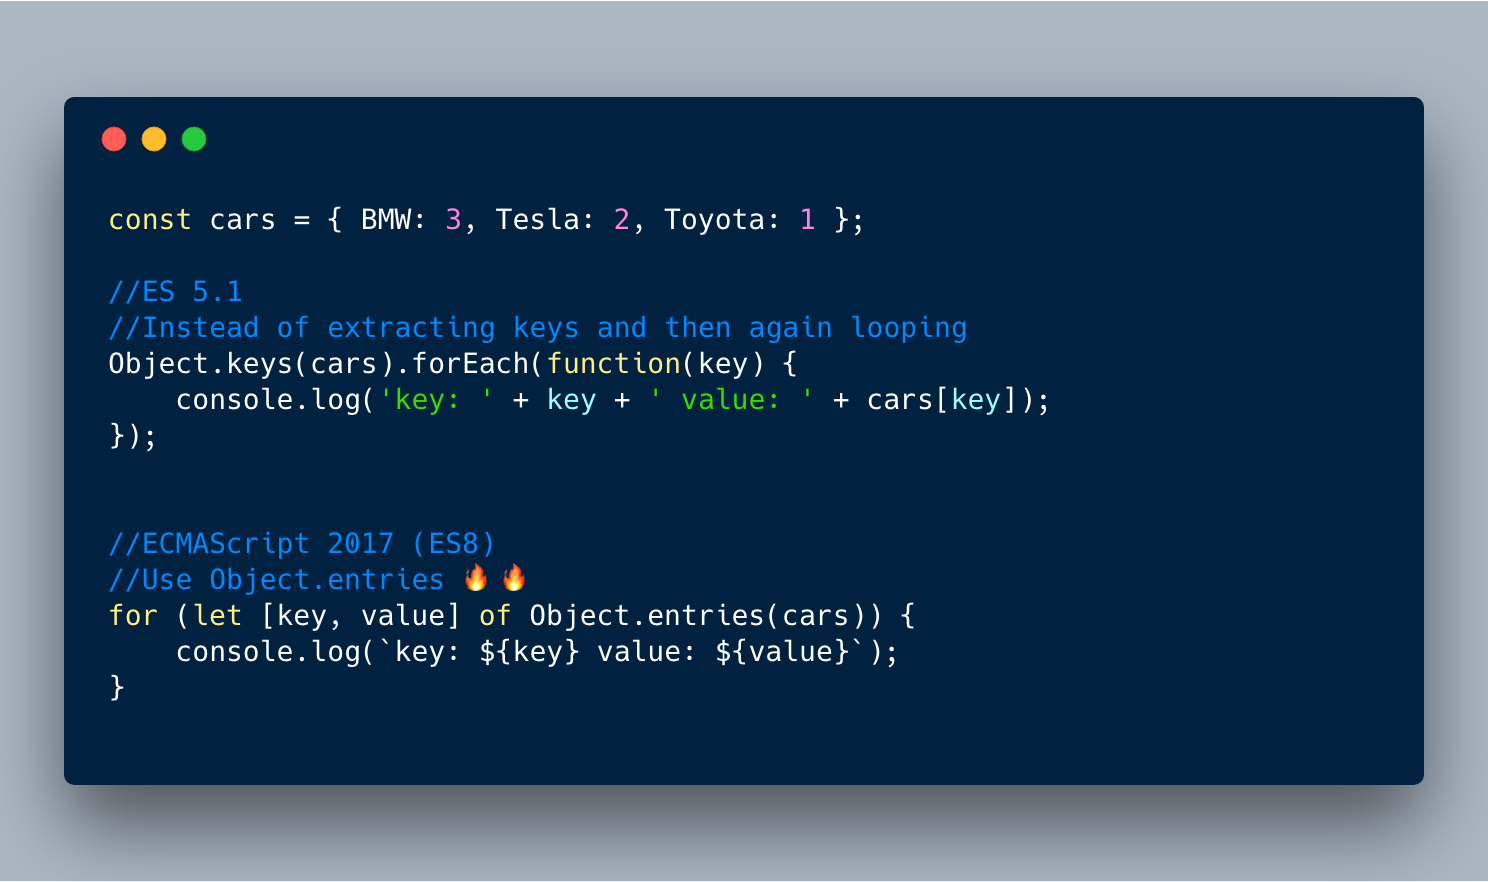 const cars = { BMW: 3, Tesla: 2, Toyota: 1 };
//ES 5.1
//Instead of extracting keys and then again looping
Object.keys(cars).forEach(function(key) {
    console.log('key: ' + key + ' value: ' + cars[key]);
});
//ECMAScript 2017 (ES8)
//Use Object.entries 🔥 🔥
for (let [key, value] of Object.entries(cars)) {
    console.log(`key: ${key} value: ${value}`);
}